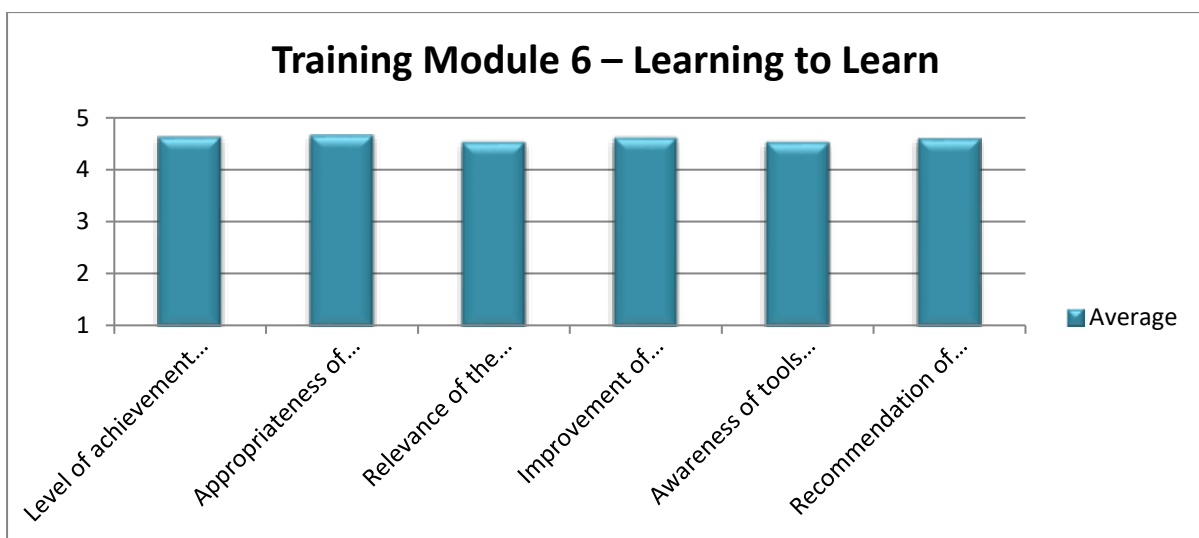 Training Module 6 – Learning to Learn
5
4
3
2
1
Level of achievement...
Appropriateness of...
Relevance of the...
Improvement of...
Awareness of tools...
Recommendation of...
Average